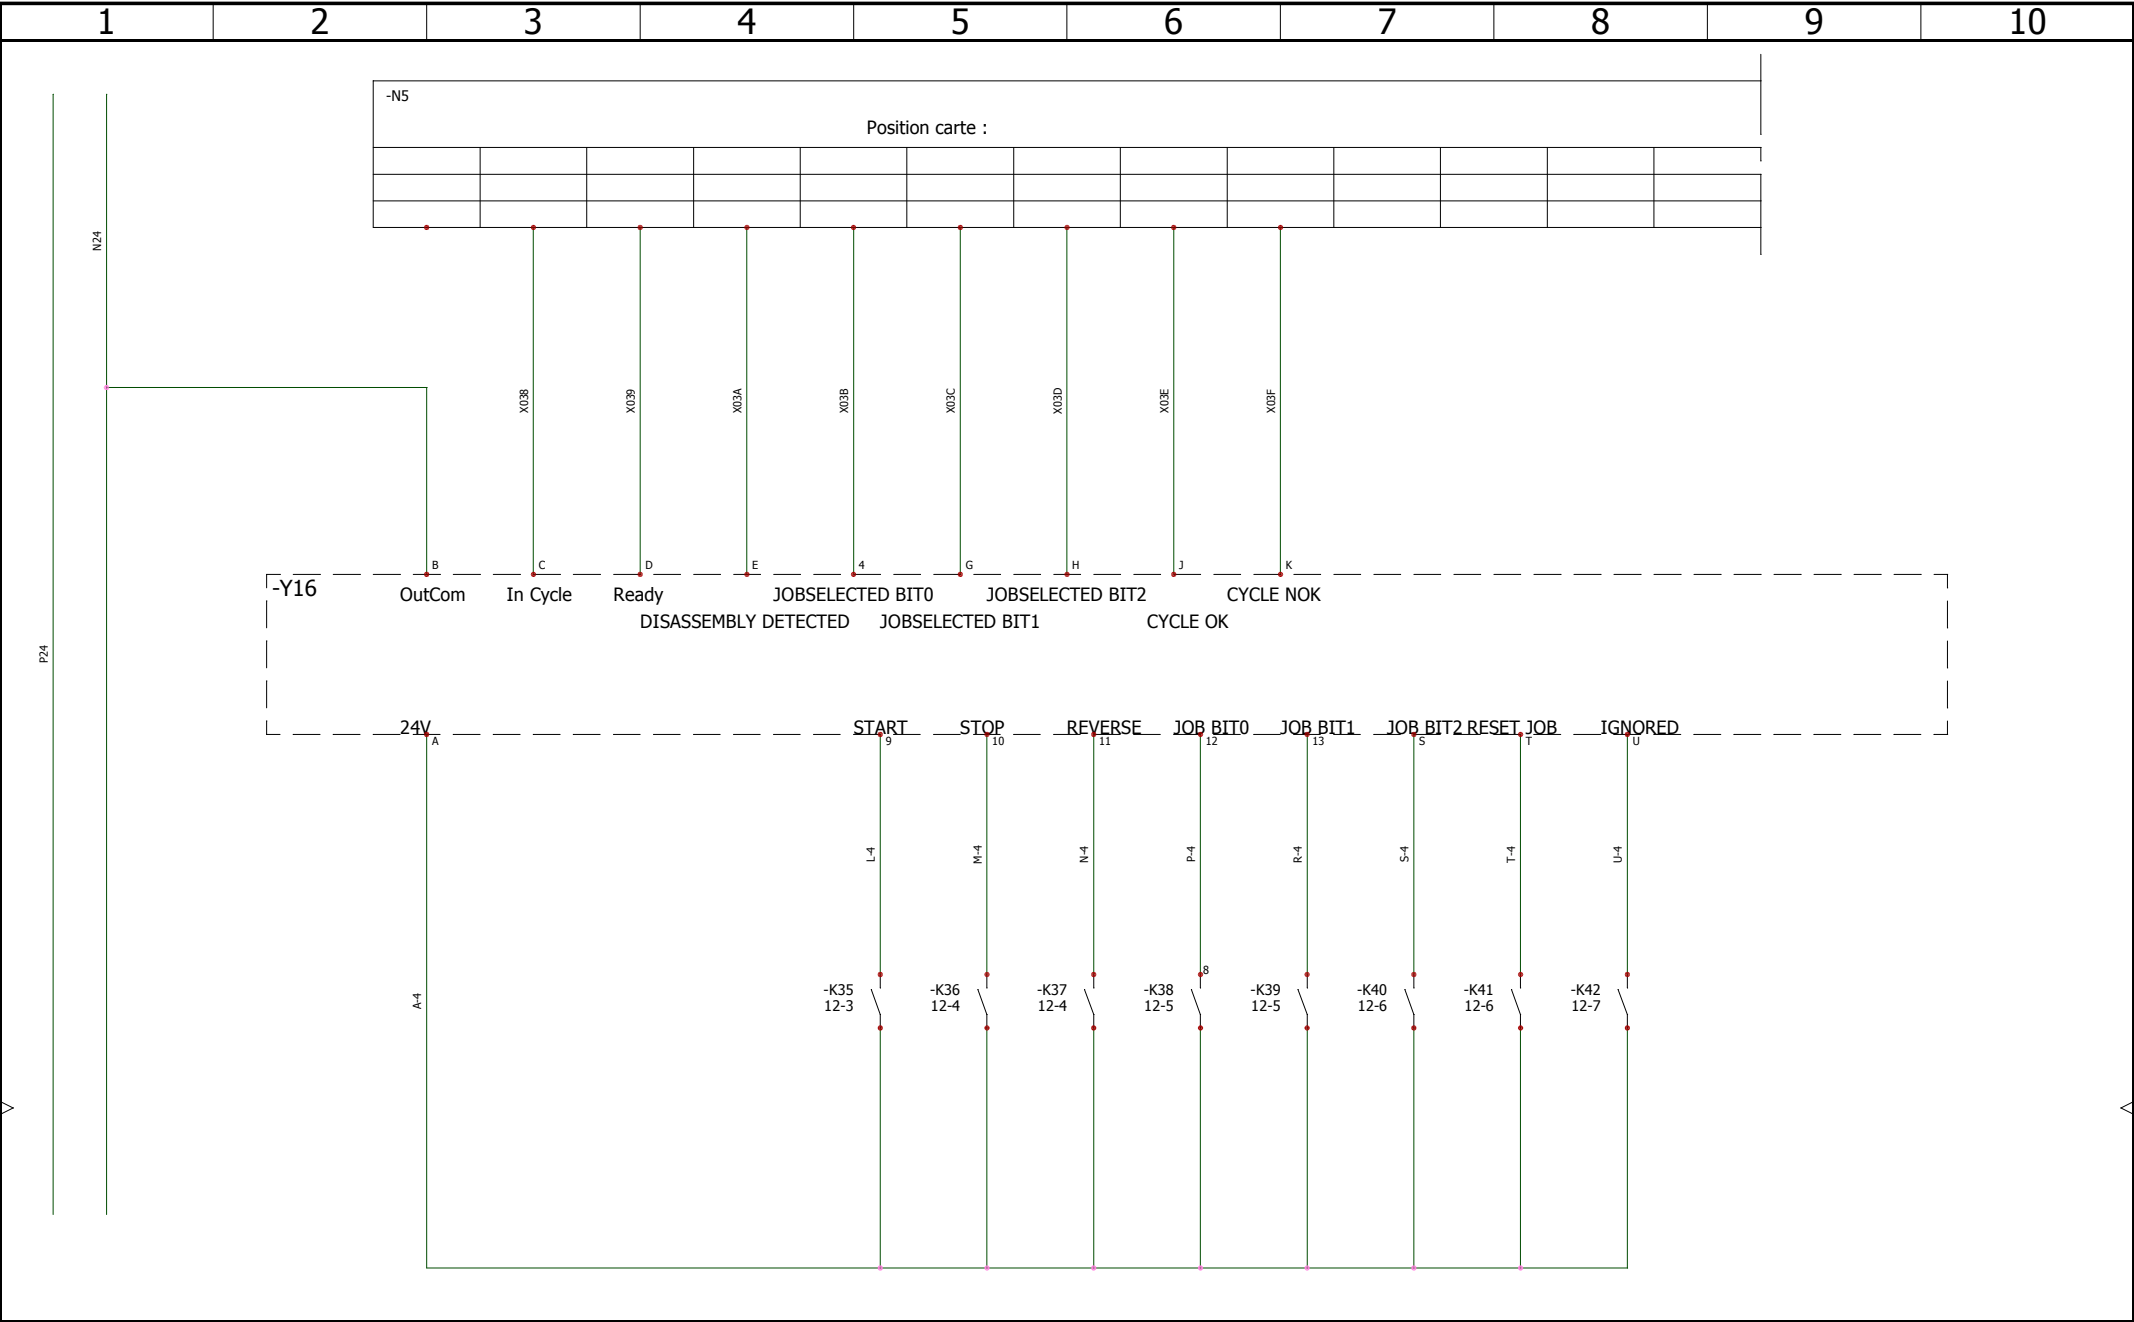 1 2 3 4 5 6 7 8 9 10
-N5
Position carte :
N24
X038 X039 X03A X03B X03C X03D X03E X03F
B C D E 4 G H J K
-Y16
OutCom In Cycle Ready JOBSELECTED BIT0 JOBSELECTED BIT2 CYCLE NOK
DISASSEMBLY DETECTED JOBSELECTED BIT1 CYCLE OK
P24
24V START STOP REVERSE JOB BIT0 JOB BIT1 JOB BIT2 RESET JOB IGNORED
A 9 10 11 12 13 S T U
L-4 M-4 N-4 P-4 R-4 S-4 T-4 U-4
8
A-4
-K35 -K36 -K37 -K38 -K39 -K40 -K41 -K42
12-3 12-4 12-4 12-5 12-5 12-6 12-6 12-7